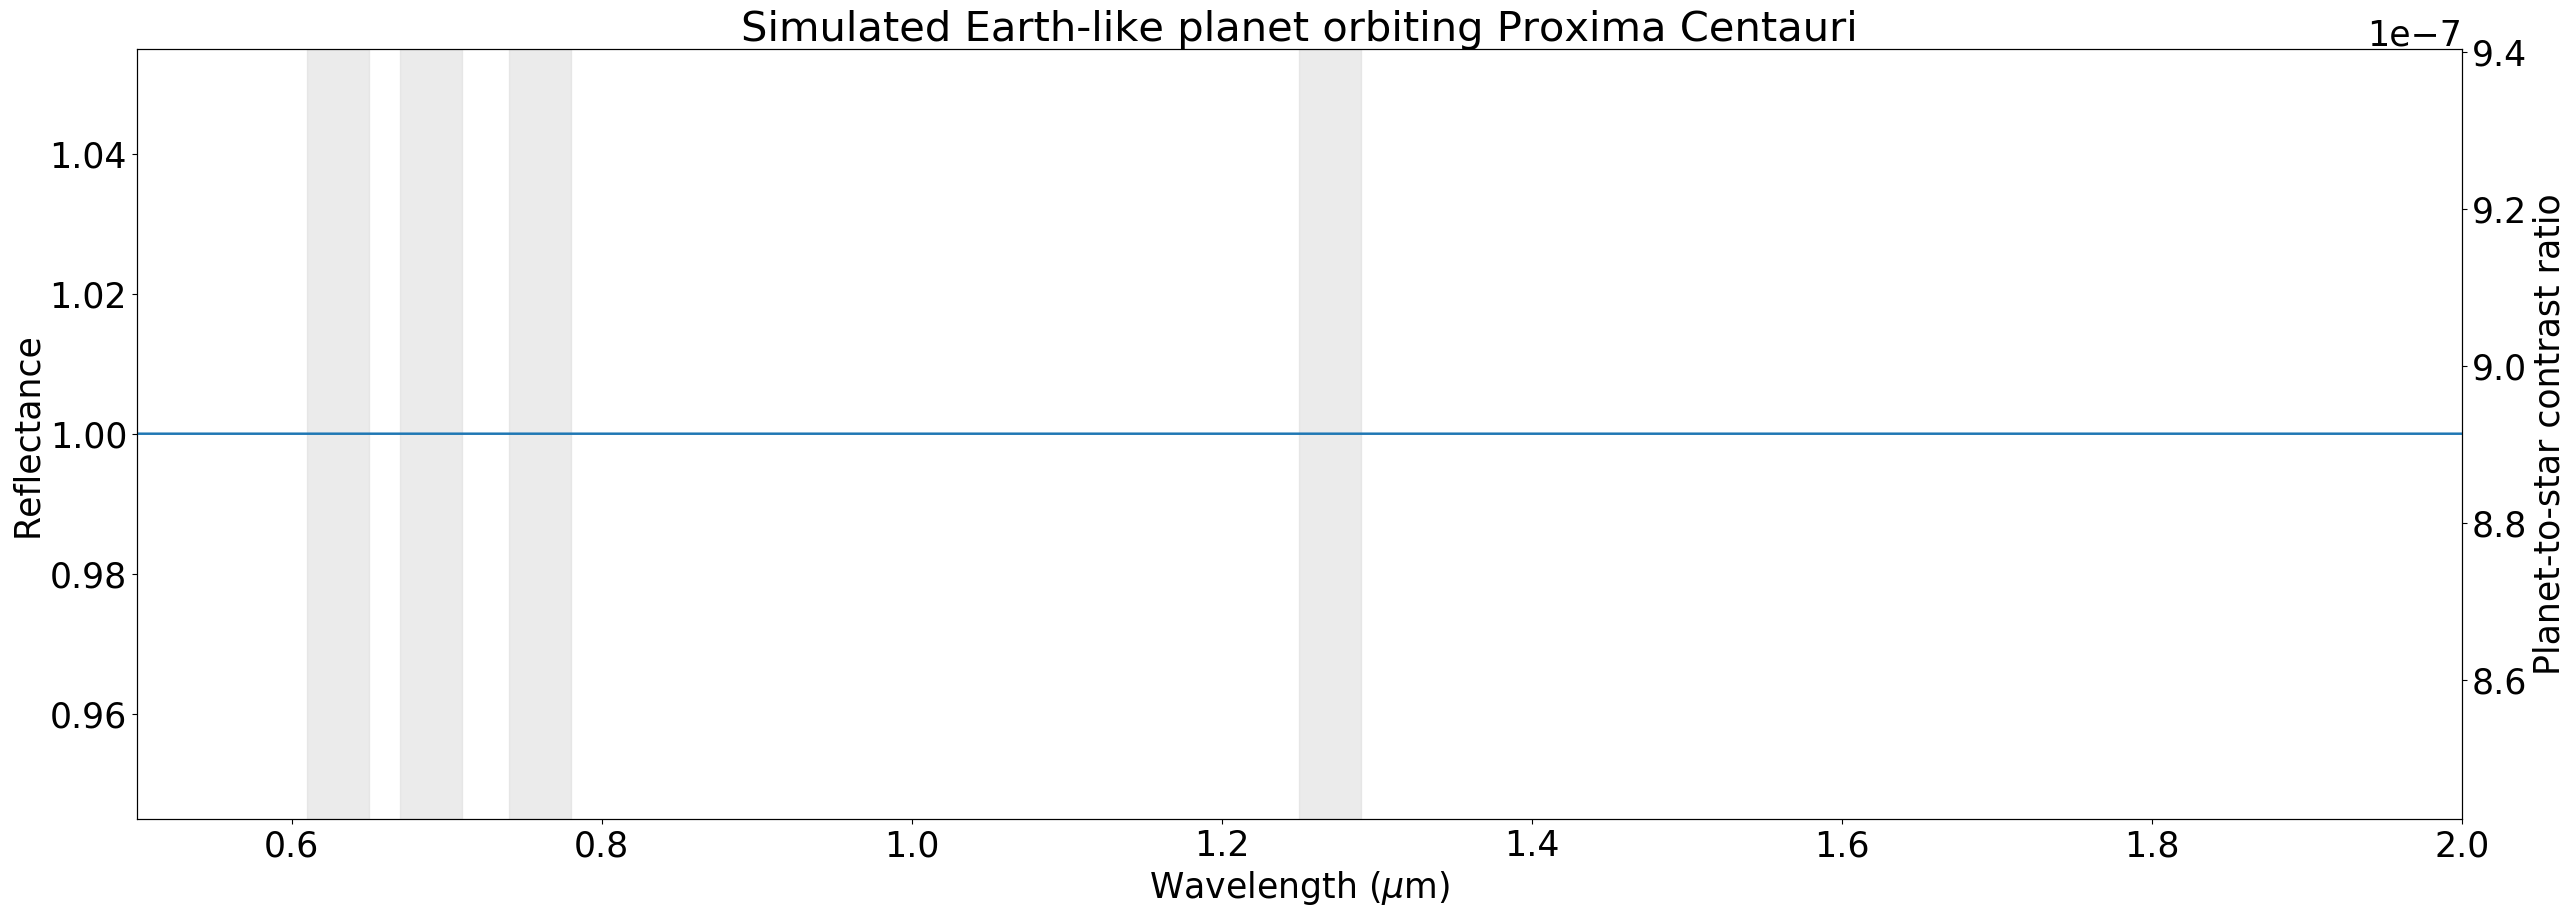 Simulated Earth-like planet orbiting Proxima Centauri
1e−7
Reflectance
1.04
1.02
1.00
0.98
0.96
9.4
9.2
9.0
8.8
8.6
Planet-to-star contrast ratio
0.6 0.8 1.0 1.2 1.4 1.6 1.8 2.0
Wavelength (μm)